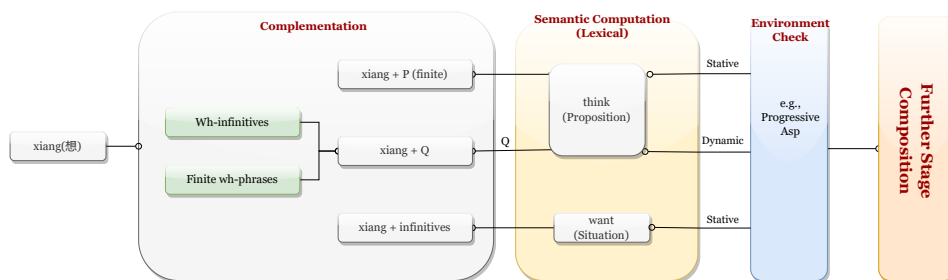 Complementation
Semantic Computation
(Lexical)
Environment
Check
xiang(想)
Wh-infinitives
Finite wh-phrases
xiang + P (finite)
xiang + Q
xiang + infinitives
Q
think
(Proposition)
want
(Situation)
Stative
Dynamic
Stative
e.g.,
Progressive
Asp
Further Stage
Composition